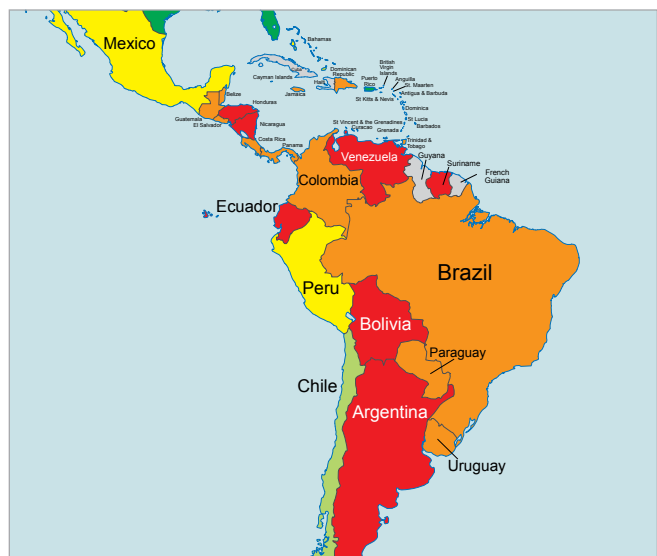 Mexico
Bahamas
Cuba
Cayman Islands
Haiti
Dominican
Republic
Jamaica
Puerto
Rico
British
Virgin
Islands
Anguilla
St. Maarten
Antigua & Barbuda
St Kitts & Nevis
Dominica
St Lucia
Barbados
St Vincent & the Grenadines
Curacao
Grenada
Trinidad &
Tobago
Belize
Honduras
Guatemala
El Salvador
Nicaragua
Costa Rica
Panama
Venezuela
Guyana
Suriname
French
Guiana
Colombia
Ecuador
Brazil
Peru
Bolivia
Paraguay
Chile
Argentina
Uruguay